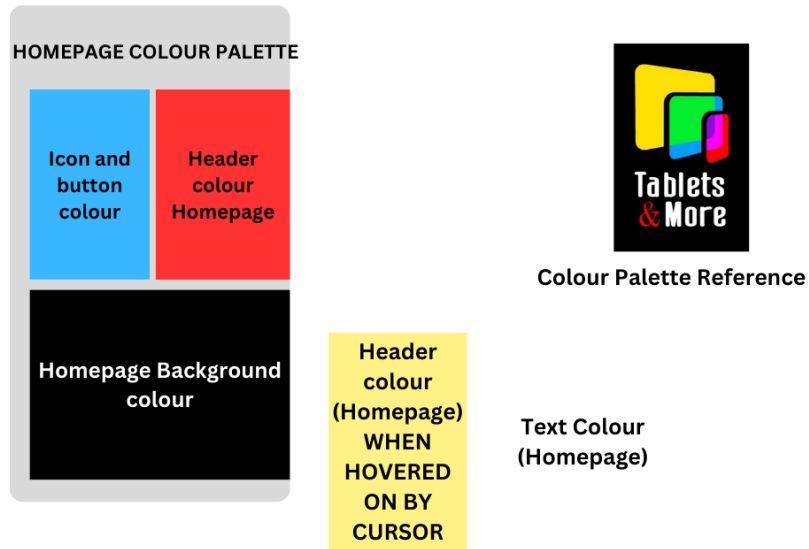 HOMEPAGE COLOUR PALETTE
Icon and
button
colour
Header
colour
Homepage
Homepage Background
colour
Tablets
& More
Colour Palette Reference
Header
colour
(Homepage)
WHEN
HOVERED
ON BY
CURSOR
Text Colour
(Homepage)